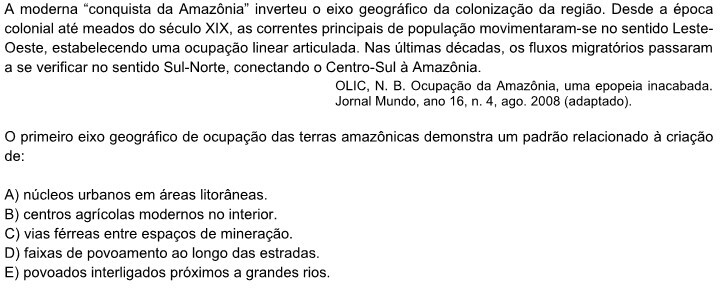 A moderna “conquista da Amazônia” inverteu o eixo geográfico da colonização da região. Desde a época
colonial até meados do século XIX, as correntes principais de população movimentaram-se no sentido Leste-
Oeste, estabelecendo uma ocupação linear articulada. Nas últimas décadas, os fluxos migratórios passaram
a se verificar no sentido Sul-Norte, conectando o Centro-Sul à Amazônia.
OLIC, N. B. Ocupação da Amazônia, uma epopeia inacabada.
Jornal Mundo, ano 16, n. 4, ago. 2008 (adaptado).
O primeiro eixo geográfico de ocupação das terras amazônicas demonstra um padrão relacionado à criação
de:
A) núcleos urbanos em áreas litorâneas.
B) centros agrícolas modernos no interior.
C) vias férreas entre espaços de mineração.
D) faixas de povoamento ao longo das estradas.
E) povoados interligados próximos a grandes rios.